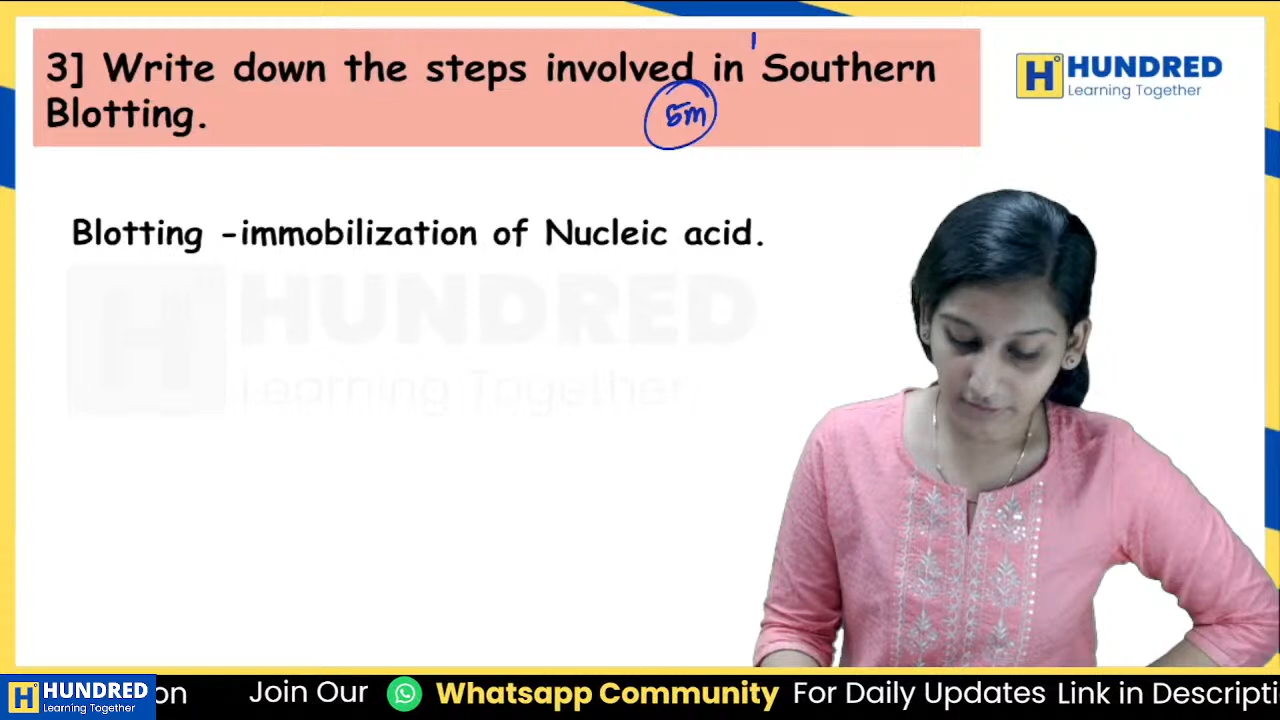 3] Write down the steps involved in Southern
Blotting.
5m
HUNDRED
Learning Together
Blotting -immobilization of Nucleic acid.
HUNDRED
Learning Together
HUNDRED
Learning Together
on Join Our Whatsapp Community For Daily Updates Link in Descripti